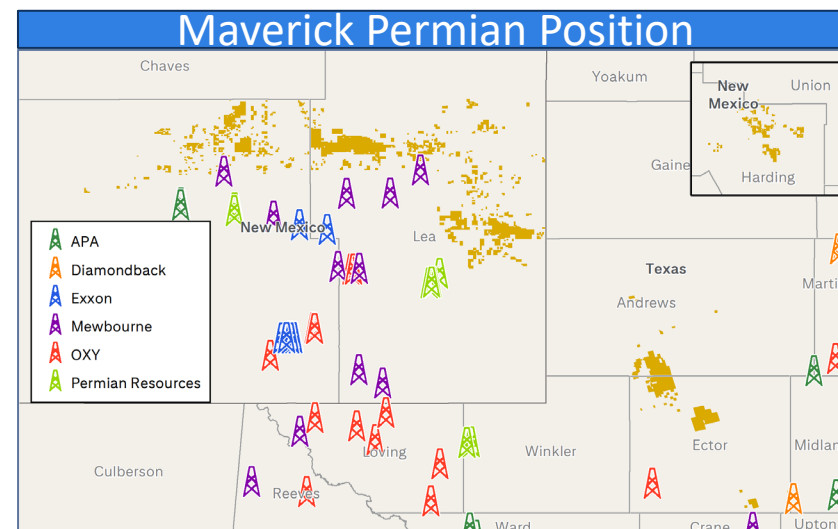 Maverick Permian Position
Chaves
Yoakum
New
Mexico
Union
Harding
Gaine
New Mexico
Lea
APA
Diamondback
Exxon
Mewbourne
OXY
Permian Resources
Texas
Andrews
Marti
Culberson
Reeves
Loving
Winkler
Ector
Midlan
Ward
Crane
Upton